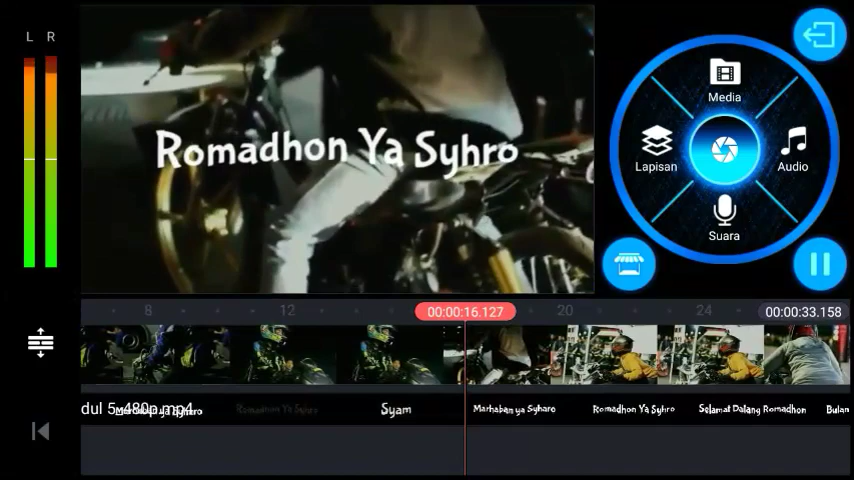 L R
Romadhon Ya Syhro
Media
Lapisan
Audio
Suara
8
12
00:00:16.127
20
24
00:00:33.158
dul 5-480p.mp4
Romadhon Ya Syhro
Syam
Marhaban ya Syharo
Romadhon Ya Syhro
Selamat Dalang Romadhon
Bulan